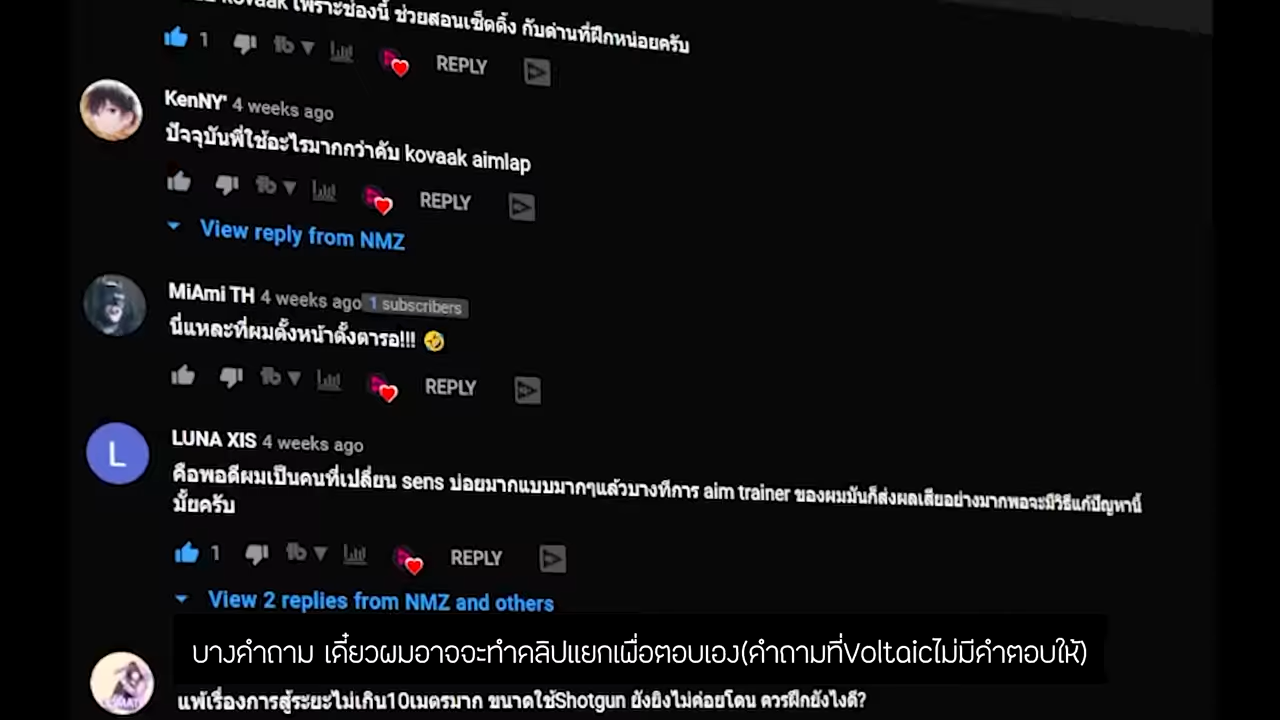 kovaak เพราะช่องนี้ ช่วยสอนเซ็ตติ้ง กับด่านที่ฝึกหน่อยครับ
1 REPLY
KenNY' 4 weeks ago
ปัจจุบันพี่ใช้อะไรมากกว่าคับ kovaak aimlap
REPLY
View reply from NMZ
MiAmi TH 4 weeks ago 1 subscribers
นี่แหละที่ผมตั้งหน้าตั้งตารอ!!! 🤣
REPLY
L
LUNA XIS 4 weeks ago
คือพอดีผมเป็นคนที่เปลี่ยน sens บ่อยมากแบบมากๆแล้วบางทีการ aim trainer ของผมมันก็ส่งผลเสียอย่างมากพอจะมีวิธีแก้ปัญหานี้
มั้ยครับ
1 REPLY
View 2 replies from NMZ and others
บางคำถาม เดี๋ยวผมอาจจะทำคลิปแยกเพื่อตอบเอง(คำถามที่Voltaicไม่มีคำตอบให้)
แพ้เรื่องการสู้ระยะไม่เกิน10เมตรมาก ขนาดใช้Shotgun ยังยิงไม่ค่อยโดน ควรฝึกยังไงดี?